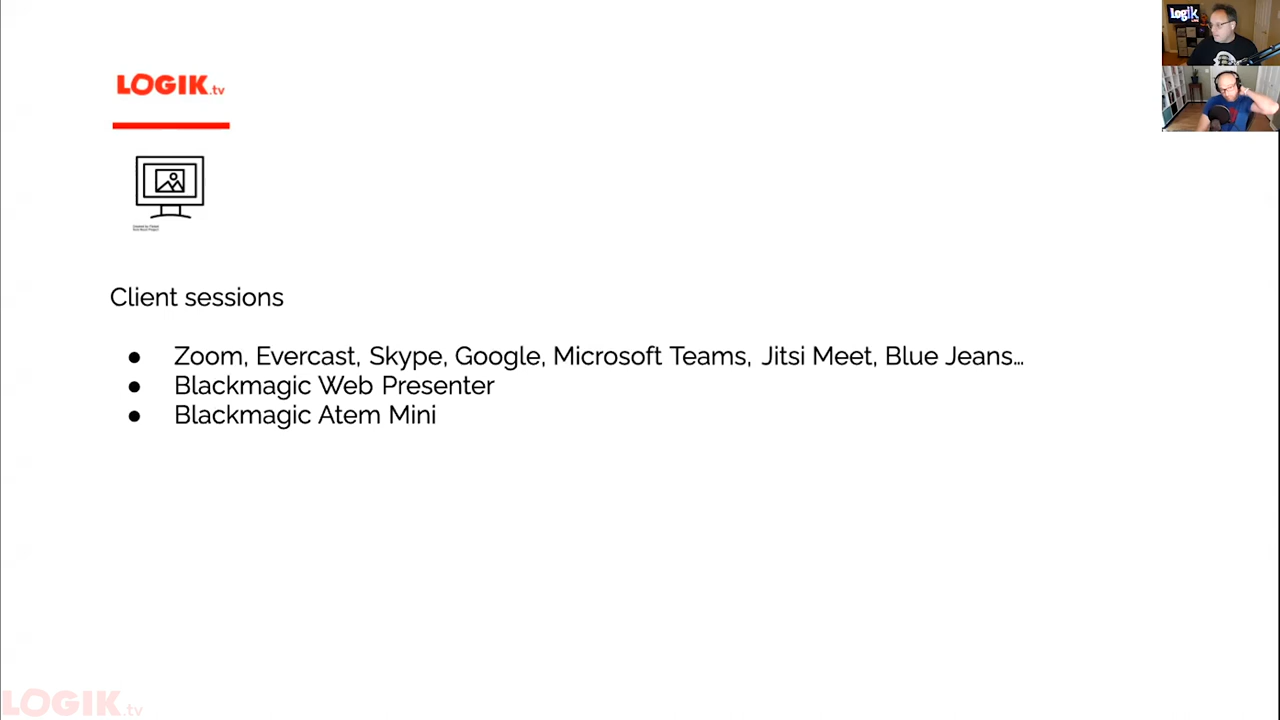 LOGIK.tv
Client sessions
● Zoom, Evercast, Skype, Google, Microsoft Teams, Jitsi Meet, Blue Jeans…
● Blackmagic Web Presenter
● Blackmagic Atem Mini
LOGIK.tv
Logik